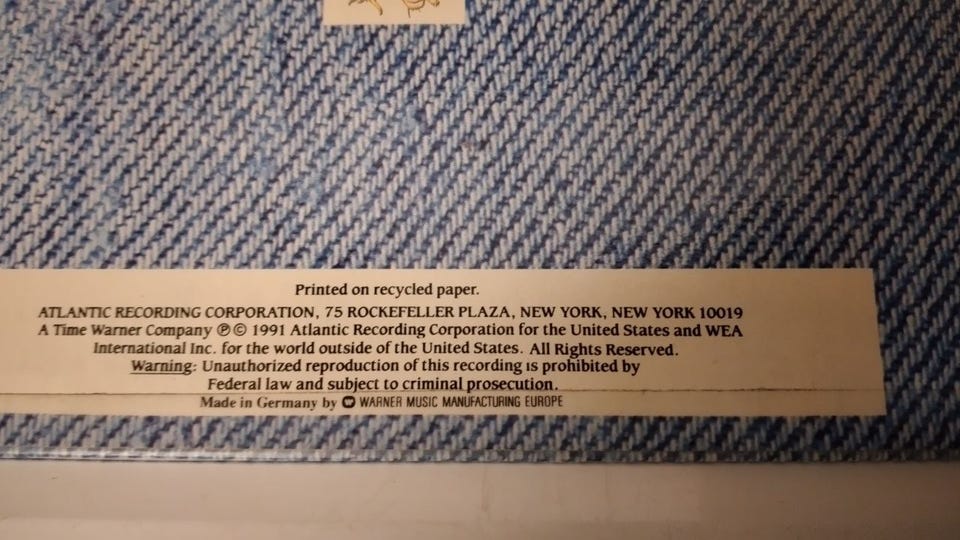 Printed on recycled paper.
ATLANTIC RECORDING CORPORATION, 75 ROCKEFELLER PLAZA, NEW YORK, NEW YORK 10019
A Time Warner Company ℗ © 1991 Atlantic Recording Corporation for the United States and WEA
International Inc. for the world outside of the United States. All Rights Reserved.
Warning: Unauthorized reproduction of this recording is prohibited by
Federal law and subject to criminal prosecution.
Made in Germany by WARNER MUSIC MANUFACTURING EUROPE